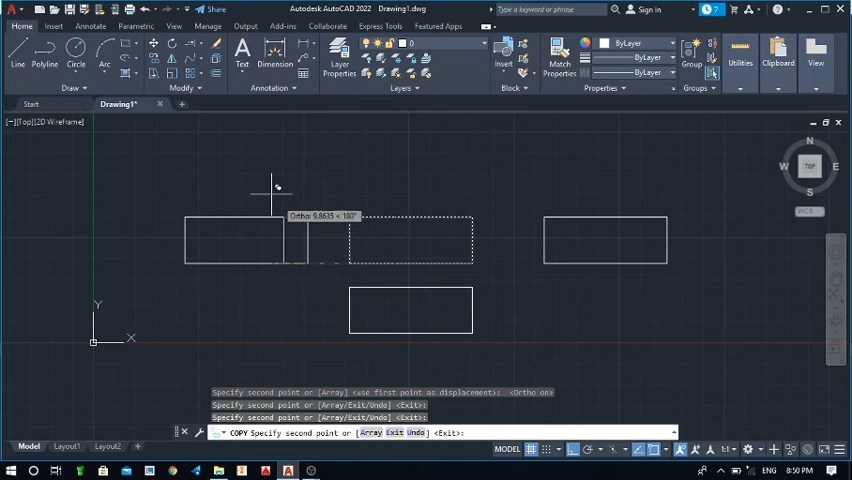 Autodesk AutoCAD 2022 Drawing1.dwg
Type a keyword or phrase
Sign In
7
Home Insert Annotate Parametric View Manage Output Add-ins Collaborate Express Tools Featured Apps
Line Polyline Circle Arc
Text Dimension
Layer Properties
0
Insert
Match Properties
ByLayer
ByLayer
ByLayer
Group
Utilities
Clipboard
View
Draw Modify Annotation Layers Block Properties Groups
Start Drawing1*
[–][Top][2D Wireframe]
N
W TOP E
S
WCS
Ortho: 9.8635 < 180°
Y
X
Specify second point or [Array] <use first point as displacement>: <Ortho on>
Specify second point or [Array/Exit/Undo] <Exit>:
Specify second point or [Array/Exit/Undo] <Exit>:
COPY Specify second point or [Array Exit Undo] <Exit>:
Model Layout1 Layout2
MODEL
1:1
ENG 8:50 PM